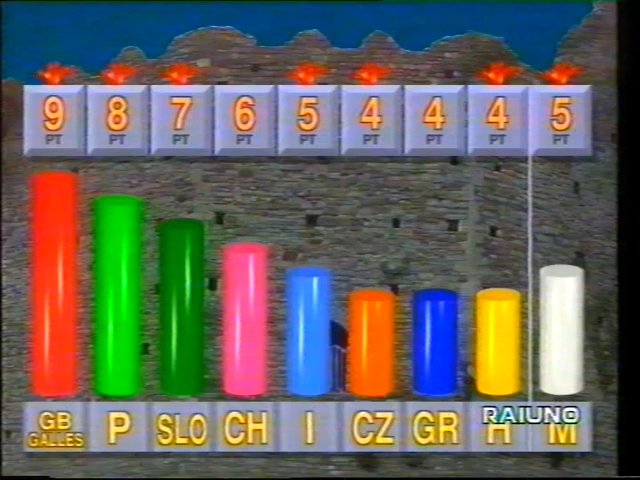 9 8 7 6 5 4 4 4 5
PT PT PT PT PT PT PT PT PT
GB P SLO CH I CZ GR H M
GALLES
RAIUNO